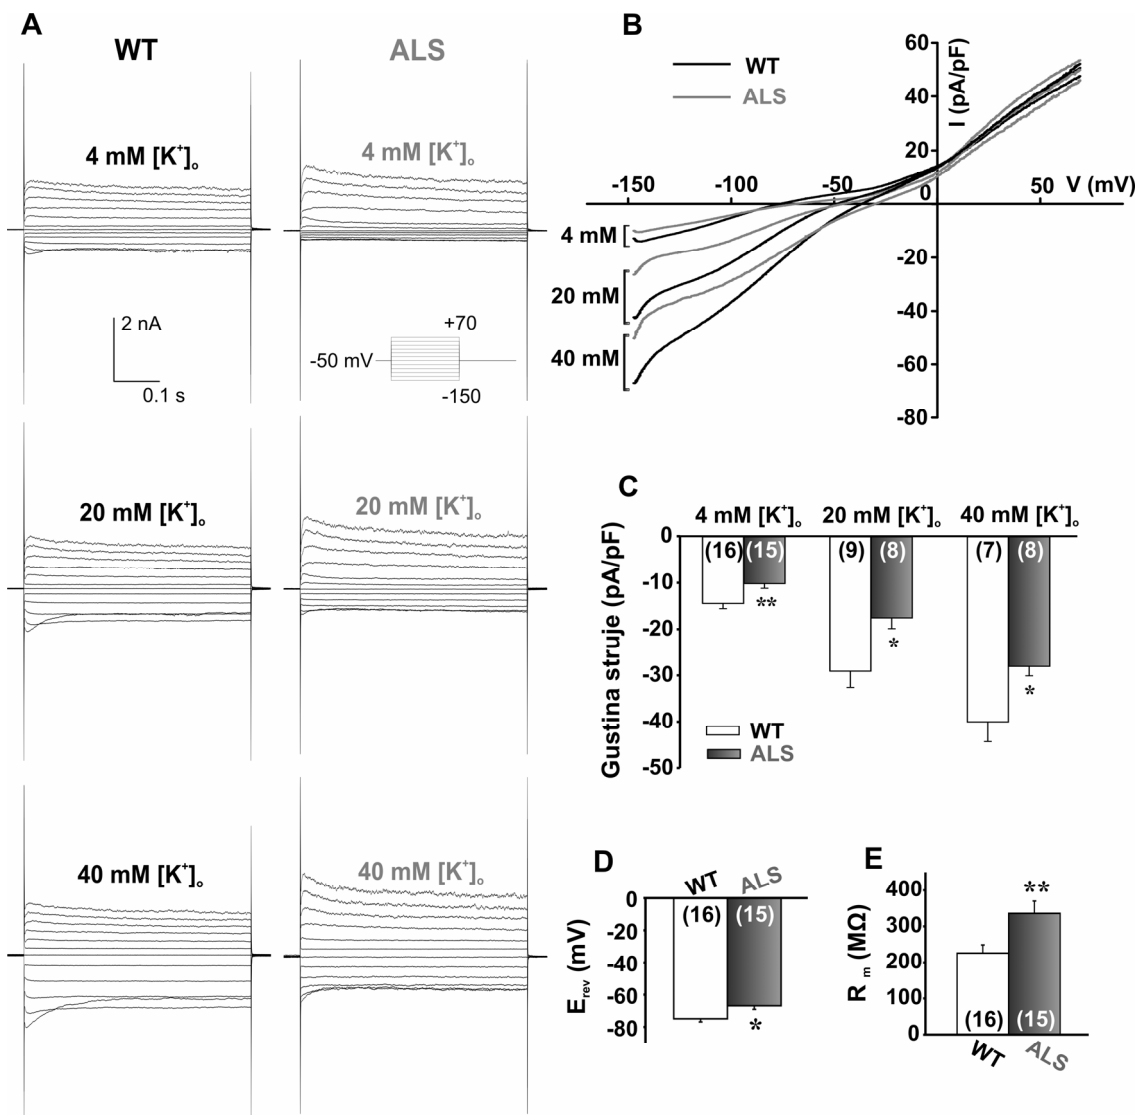 A
WT
ALS
4 mM [K⁺]ₒ
4 mM [K⁺]ₒ
2 nA
0.1 s
+70
-50 mV
-150
20 mM [K⁺]ₒ
20 mM [K⁺]ₒ
40 mM [K⁺]ₒ
40 mM [K⁺]ₒ
B
WT
ALS
I (pA/pF)
60
40
20
-150
-100
-50
0
50
V (mV)
-20
-40
-60
-80
4 mM
20 mM
40 mM
C
4 mM [K⁺]ₒ
20 mM [K⁺]ₒ
40 mM [K⁺]ₒ
Gustina struje (pA/pF)
0
-10
-20
-30
-40
-50
(16)
(15)
(9)
(8)
(7)
(8)
**
*
*
WT
ALS
D
WT
ALS
E rev (mV)
0
-20
-40
-60
-80
(16)
(15)
*
E
R m (MΩ)
400
300
200
100
0
**
(16)
(15)
WT
ALS